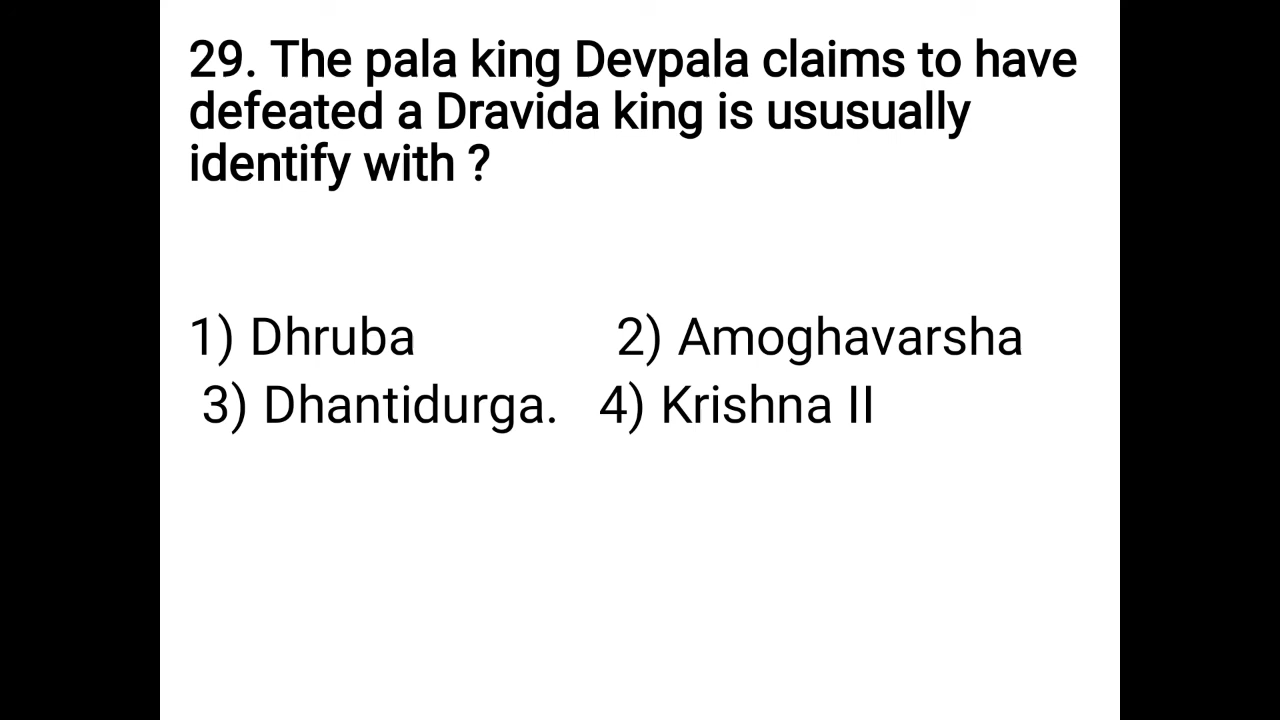 29. The pala king Devpala claims to have
defeated a Dravida king is ususually
identify with ?
1) Dhruba 2) Amoghavarsha
3) Dhantidurga. 4) Krishna II